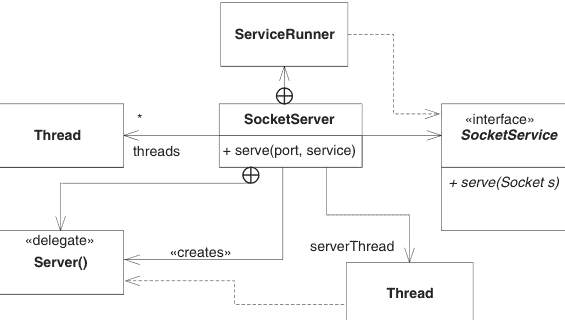 ServiceRunner
Thread
*
threads
SocketServer
+ serve(port, service)
«interface»
SocketService
+ serve(Socket s)
«delegate»
Server()
«creates»
serverThread
Thread